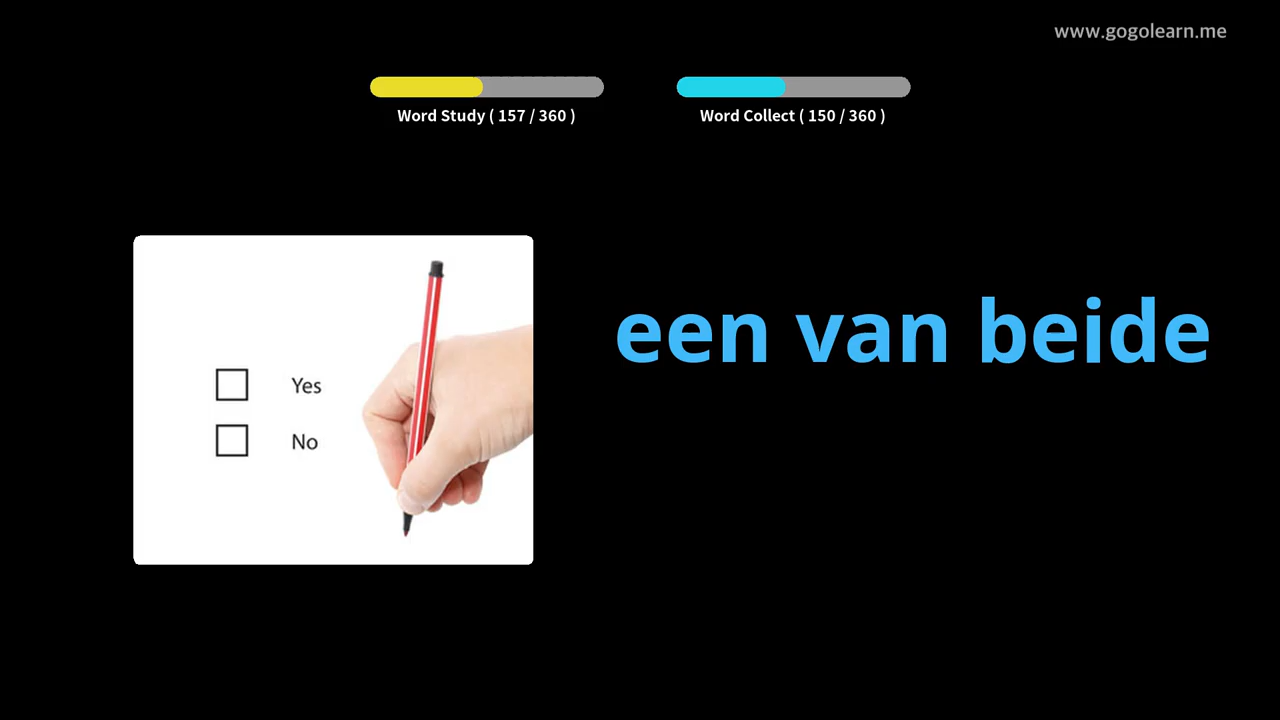 www.gogolearn.me
Word Study ( 157 / 360 )
Word Collect ( 150 / 360 )
een van beide
Yes
No